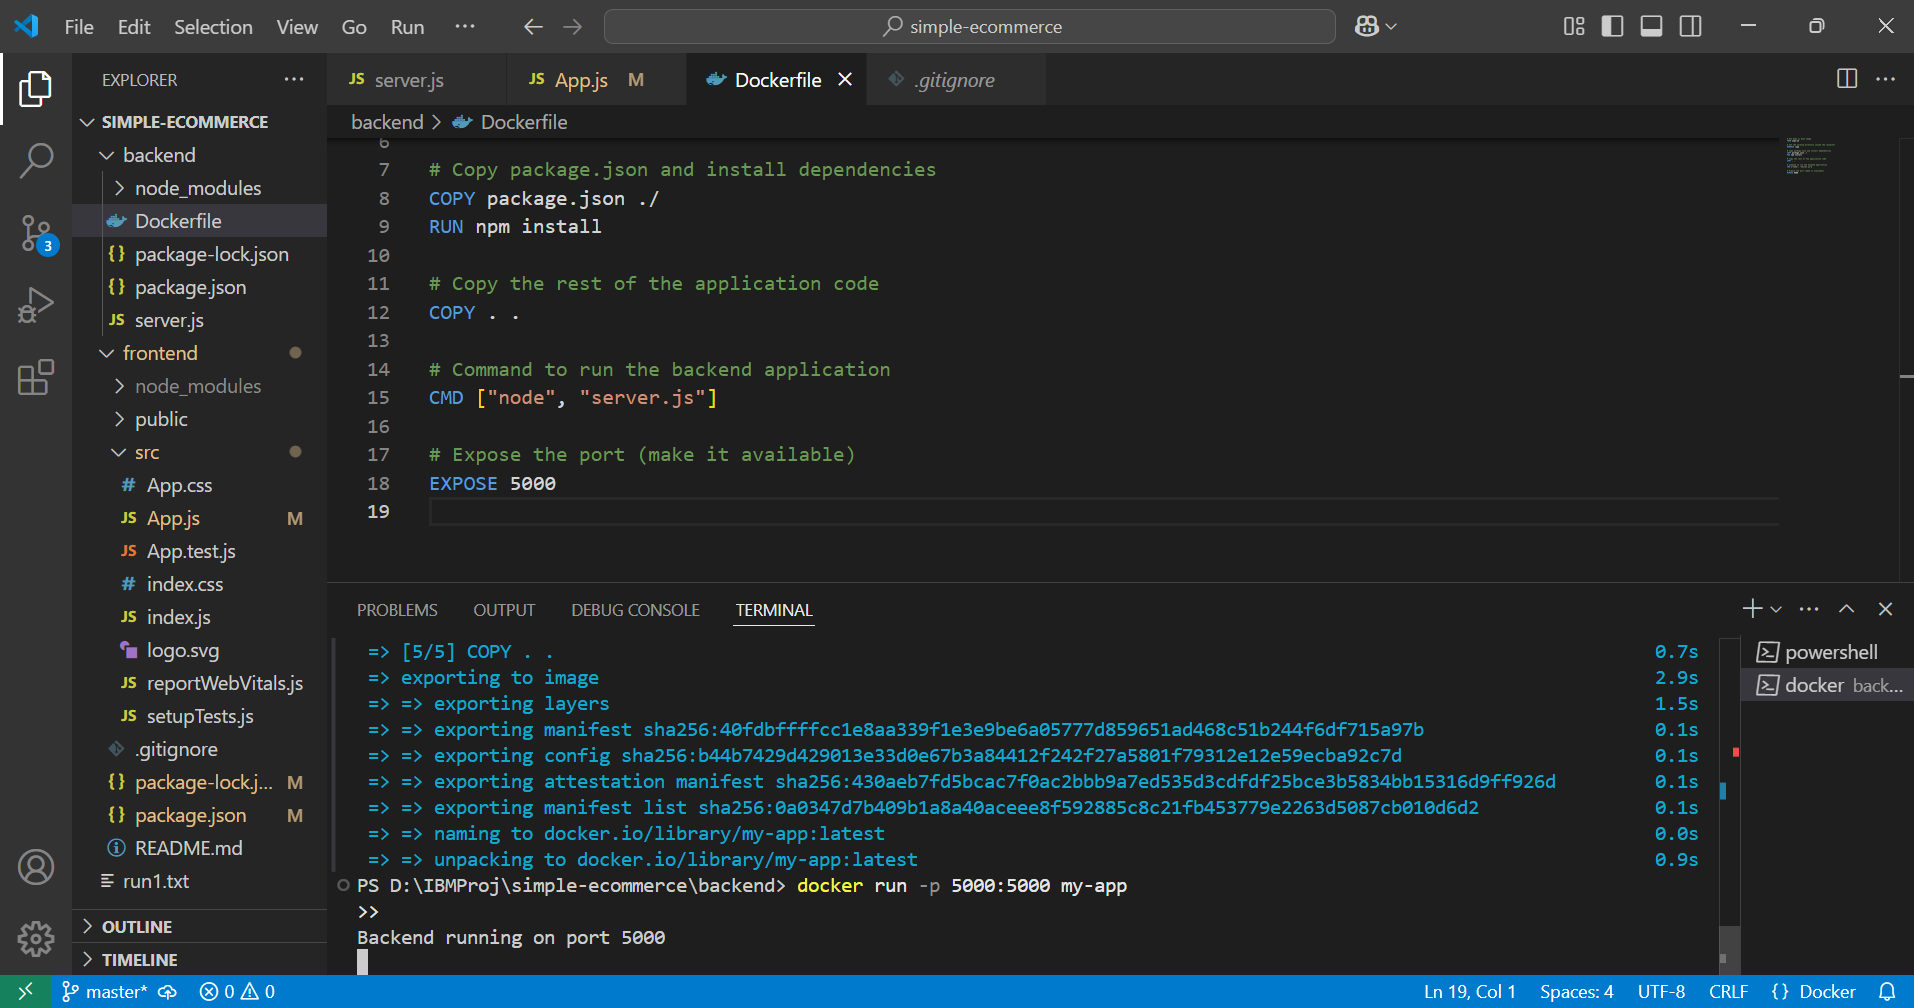 File Edit Selection View Go Run ··· simple-ecommerce
EXPLORER ···
SIMPLE-ECOMMERCE
backend
node_modules
Dockerfile
package-lock.json
package.json
server.js
frontend
node_modules
public
src
App.css
App.js M
App.test.js
index.css
index.js
logo.svg
reportWebVitals.js
setupTests.js
.gitignore
package-lock.j... M
package.json M
README.md
run1.txt
OUTLINE
TIMELINE
3
JS server.js JS App.js M Dockerfile .gitignore
backend > Dockerfile
6
7 # Copy package.json and install dependencies
8 COPY package.json ./
9 RUN npm install
10
11 # Copy the rest of the application code
12 COPY . .
13
14 # Command to run the backend application
15 CMD ["node", "server.js"]
16
17 # Expose the port (make it available)
18 EXPOSE 5000
19
PROBLEMS OUTPUT DEBUG CONSOLE TERMINAL
=> [5/5] COPY . . 0.7s
=> exporting to image 2.9s
=> => exporting layers 1.5s
=> => exporting manifest sha256:40fdbffffcc1e8aa339f1e3e9be6a05777d859651ad468c51b244f6df715a97b 0.1s
=> => exporting config sha256:b44b7429d429013e33d0e67b3a84412f242f27a5801f79312e12e59ecba92c7d 0.1s
=> => exporting attestation manifest sha256:430aeb7fd5bcac7f0ac2bbb9a7ed535d3cdfdf25bce3b5834bb15316d9ff926d 0.1s
=> => exporting manifest list sha256:0a0347d7b409b1a8a40aceee8f592885c8c21fb453779e2263d5087cb010d6d2 0.1s
=> => naming to docker.io/library/my-app:latest 0.0s
=> => unpacking to docker.io/library/my-app:latest 0.9s
PS D:\IBMProj\simple-ecommerce\backend> docker run -p 5000:5000 my-app
>>
Backend running on port 5000
powershell
docker back...
master* 0 0 Ln 19, Col 1 Spaces: 4 UTF-8 CRLF {} Docker